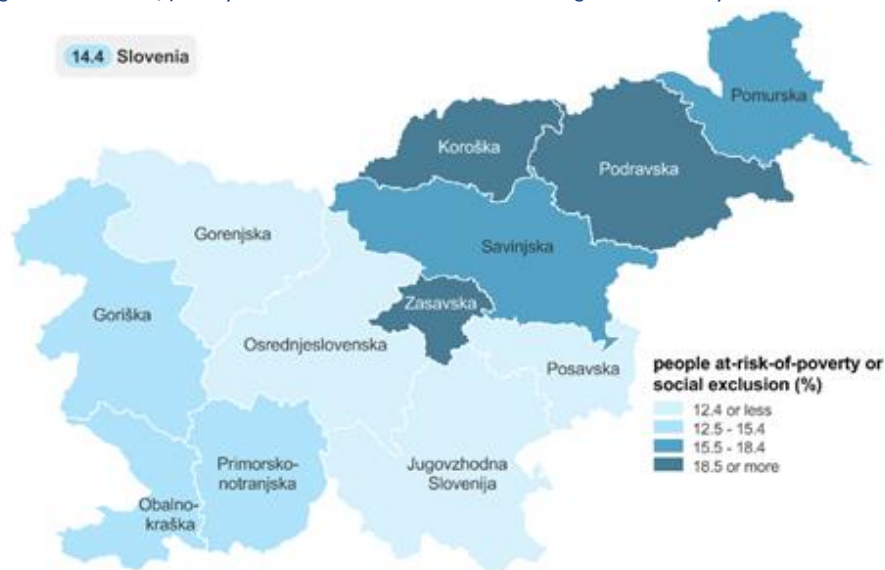 14.4 Slovenia
Pomurska
Koroška
Podravska
Gorenjska
Savinjska
Goriška
Zasavska
Osrednjeslovenska
Posavska
people at-risk-of-poverty or
social exclusion (%)
12.4 or less
12.5 - 15.4
15.5 - 18.4
18.5 or more
Primorsko-
notranjska
Jugovzhodna
Slovenija
Obalno-
kraška